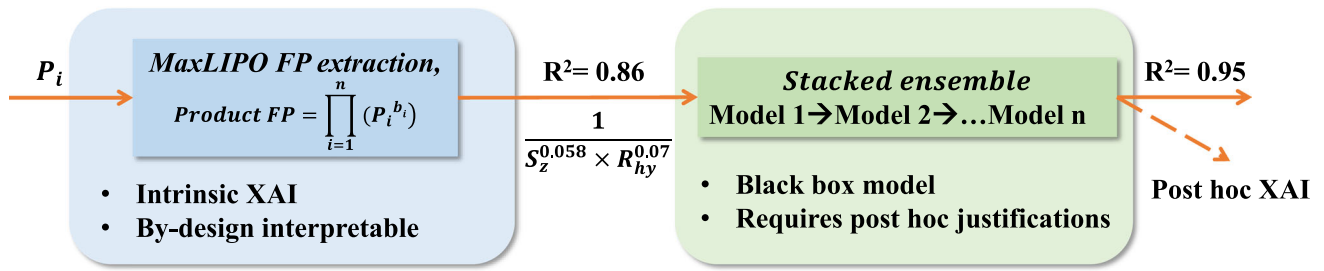 P_i
MaxLIPO FP extraction,
Product FP = ∏_{i=1}^{n} (P_i^{b_i})
• Intrinsic XAI
• By-design interpretable
R²= 0.86
1 / (S_z^{0.058} × R_{hy}^{0.07})
Stacked ensemble
Model 1→Model 2→…Model n
• Black box model
• Requires post hoc justifications
R²= 0.95
Post hoc XAI